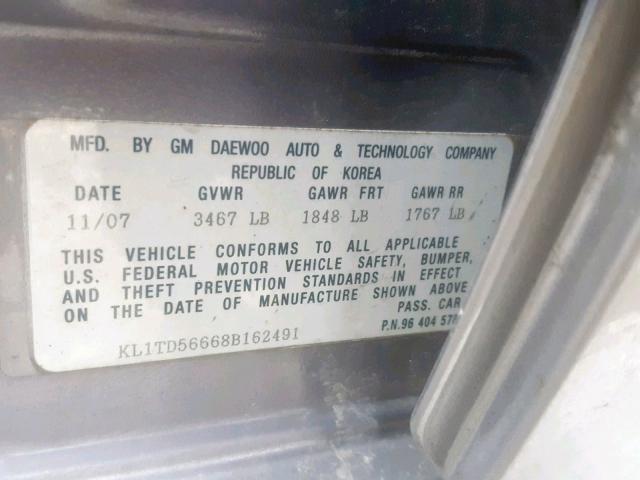 MFD. BY GM DAEWOO AUTO & TECHNOLOGY COMPANY
REPUBLIC OF KOREA
DATE GVWR GAWR FRT GAWR RR
11/07 3467 LB 1848 LB 1767 LB
THIS VEHICLE CONFORMS TO ALL APPLICABLE
U.S. FEDERAL MOTOR VEHICLE SAFETY, BUMPER,
AND THEFT PREVENTION STANDARDS IN EFFECT
ON THE DATE OF MANUFACTURE SHOWN ABOVE
PASS. CAR
P.N. 96 404
KL1TD56668B162491